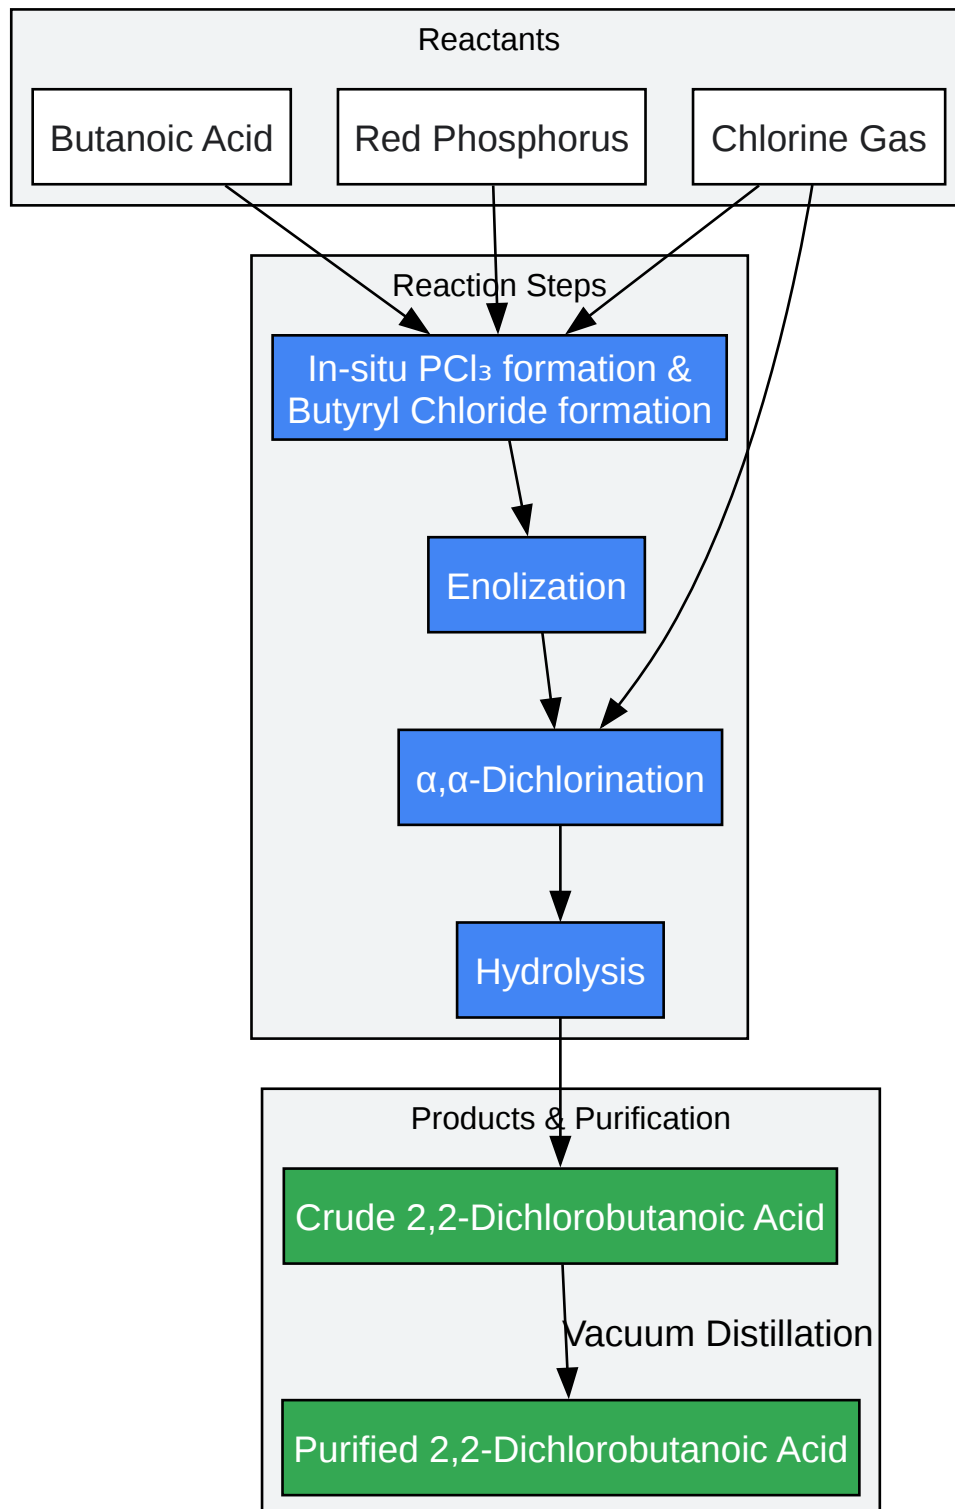 Reactants
Butanoic Acid
Red Phosphorus
Chlorine Gas
Reaction Steps
In-situ PCl₃ formation &
Butyryl Chloride formation
Enolization
α,α-Dichlorination
Hydrolysis
Products & Purification
Crude 2,2-Dichlorobutanoic Acid
Vacuum Distillation
Purified 2,2-Dichlorobutanoic Acid